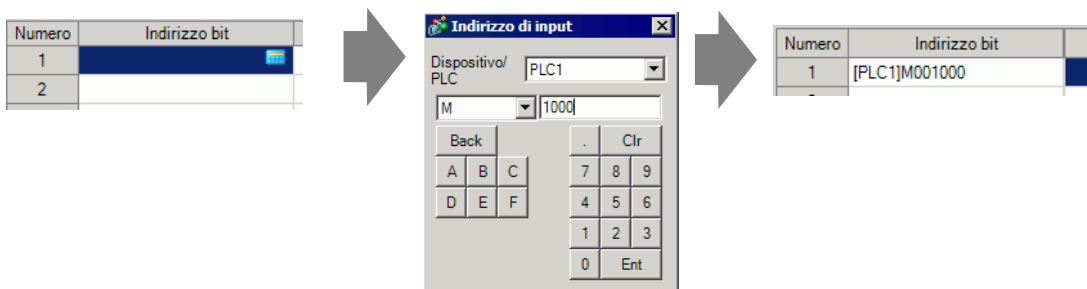 Numero Indirizzo bit
1
2
Indirizzo di input
Dispositivo/
PLC
PLC1
M 1000
Back . Clr
A B C 7 8 9
D E F 4 5 6
1 2 3
0 Ent
Numero Indirizzo bit
1 [PLC1]M001000